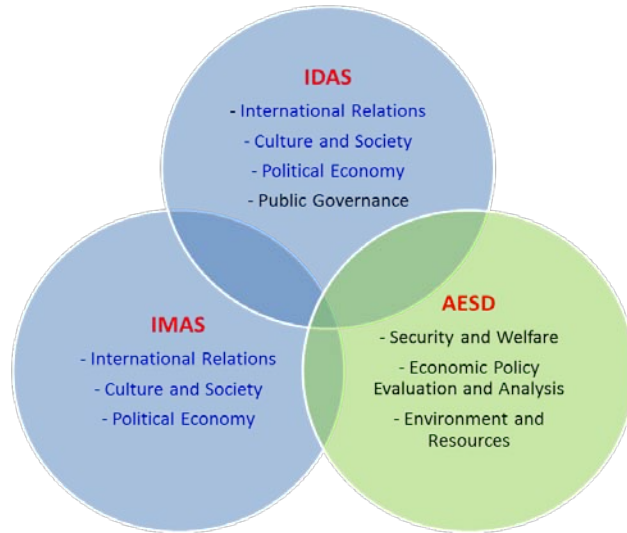 IDAS
- International Relations
- Culture and Society
- Political Economy
- Public Governance
IMAS
- International Relations
- Culture and Society
- Political Economy
AESD
- Security and Welfare
- Economic Policy
Evaluation and Analysis
- Environment and
Resources